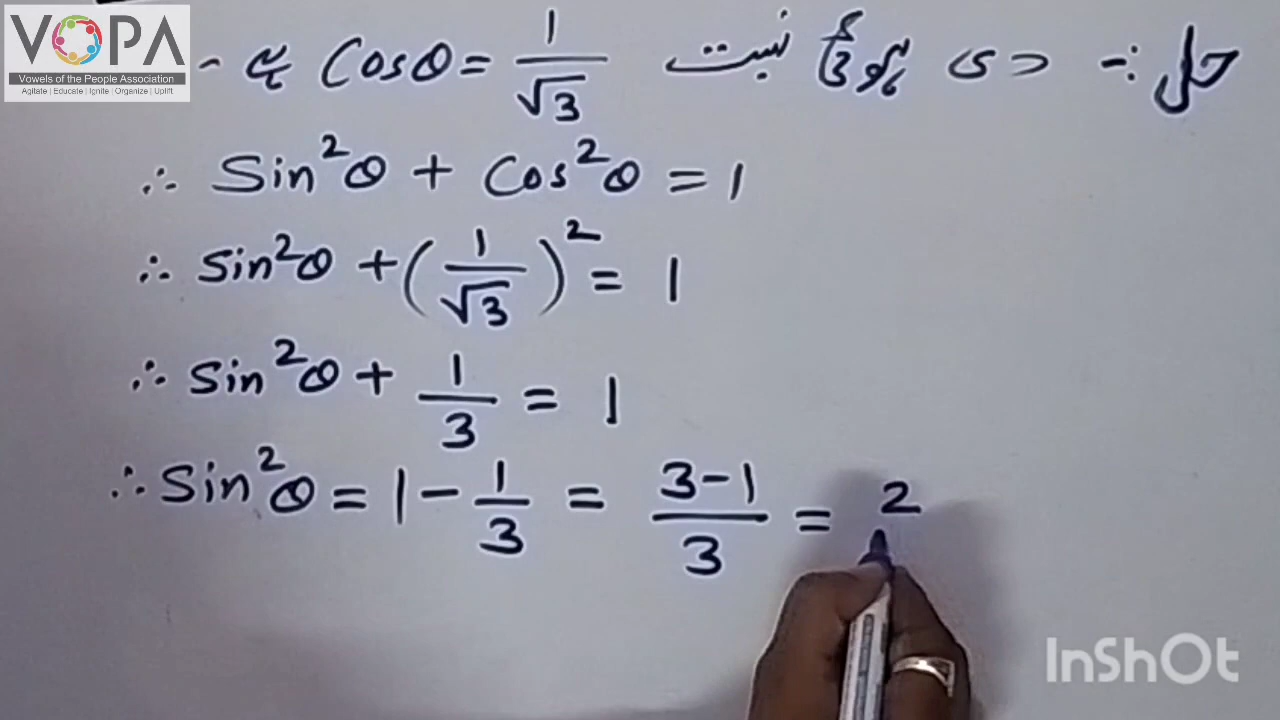 VOPA
Vowels of the People Association
Agitate | Educate | Ignite | Organize | Uplift
حل :- دی ہوئی نسبت Cosθ = 1/√3 ہے -
∴ Sin²θ + Cos²θ = 1
∴ Sin²θ + (1/√3)² = 1
∴ Sin²θ + 1/3 = 1
∴ Sin²θ = 1 - 1/3 = 3-1/3 = 2
InShOt